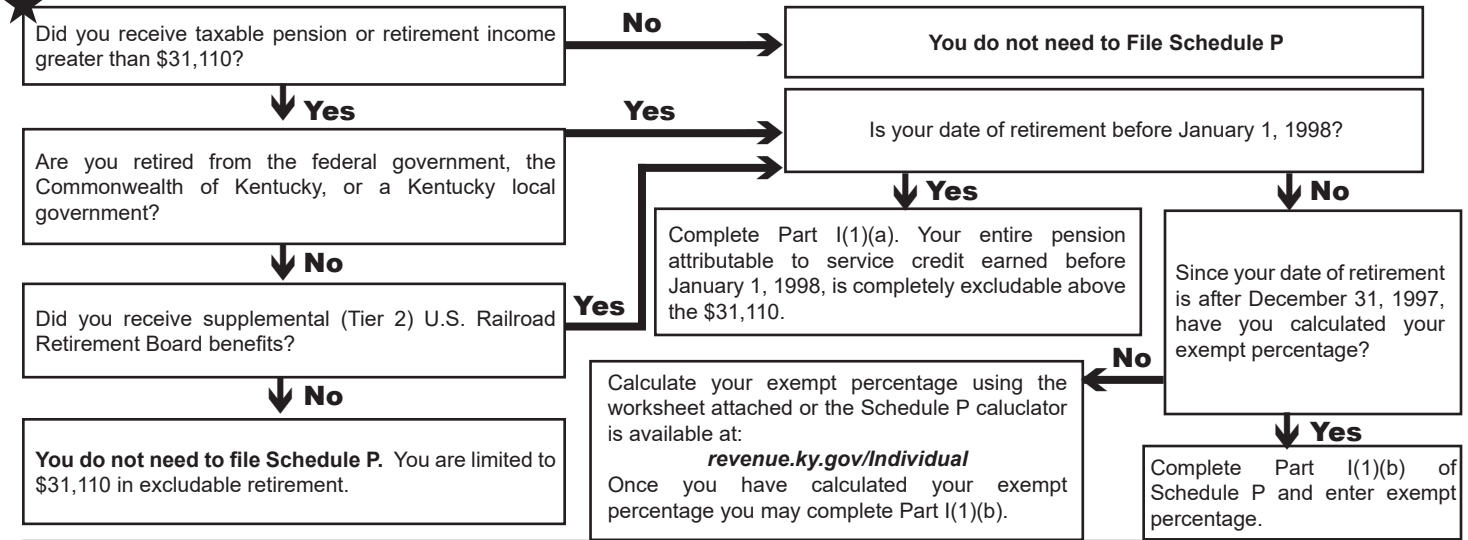 Did you receive taxable pension or retirement income
greater than $31,110?
No
You do not need to File Schedule P
Yes
Are you retired from the federal government, the
Commonwealth of Kentucky, or a Kentucky local
government?
Yes
Is your date of retirement before January 1, 1998?
No
Did you receive supplemental (Tier 2) U.S. Railroad
Retirement Board benefits?
Yes
Yes
Complete Part I(1)(a). Your entire pension
attributable to service credit earned before
January 1, 1998, is completely excludable above
the $31,110.
No
Since your date of retirement
is after December 31, 1997,
have you calculated your
exempt percentage?
No
You do not need to file Schedule P. You are limited to
$31,110 in excludable retirement.
No
Calculate your exempt percentage using the
worksheet attached or the Schedule P caluclator
is available at:
revenue.ky.gov/Individual
Once you have calculated your exempt
percentage you may complete Part I(1)(b).
Yes
Complete Part I(1)(b) of
Schedule P and enter exempt
percentage.